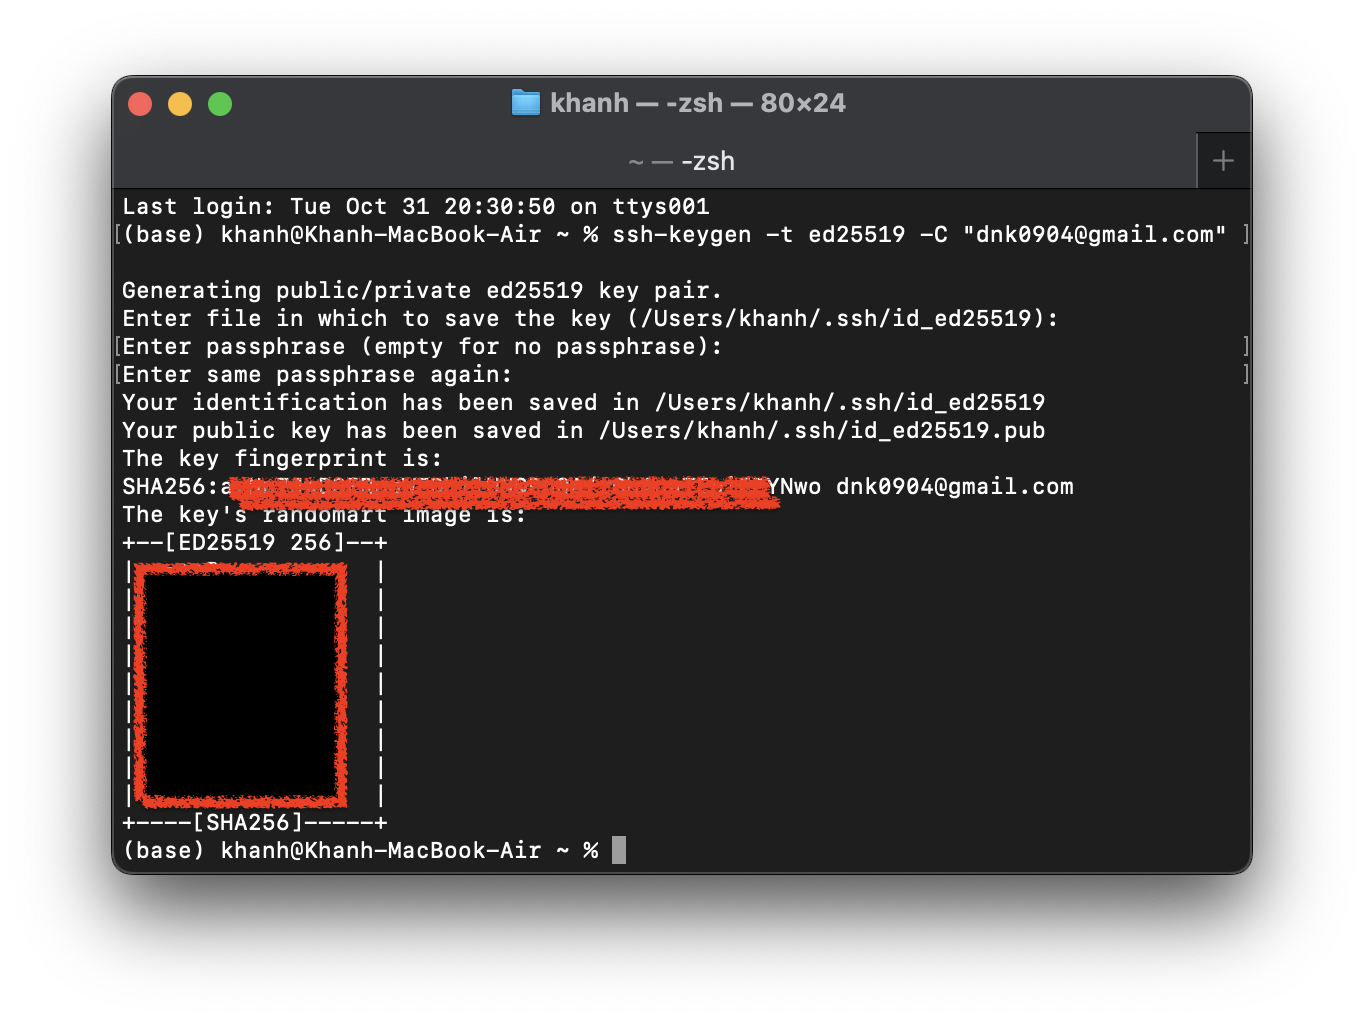 khanh — -zsh — 80×24
~ — -zsh
Last login: Tue Oct 31 20:30:50 on ttys001
[(base) khanh@Khanh-MacBook-Air ~ % ssh-keygen -t ed25519 -C "dnk0904@gmail.com" ]
Generating public/private ed25519 key pair.
Enter file in which to save the key (/Users/khanh/.ssh/id_ed25519):
[Enter passphrase (empty for no passphrase): ]
[Enter same passphrase again: ]
Your identification has been saved in /Users/khanh/.ssh/id_ed25519
Your public key has been saved in /Users/khanh/.ssh/id_ed25519.pub
The key fingerprint is:
SHA256:a YNwo dnk0904@gmail.com
The key's randomart image is:
+--[ED25519 256]--+
+----[SHA256]-----+
(base) khanh@Khanh-MacBook-Air ~ %